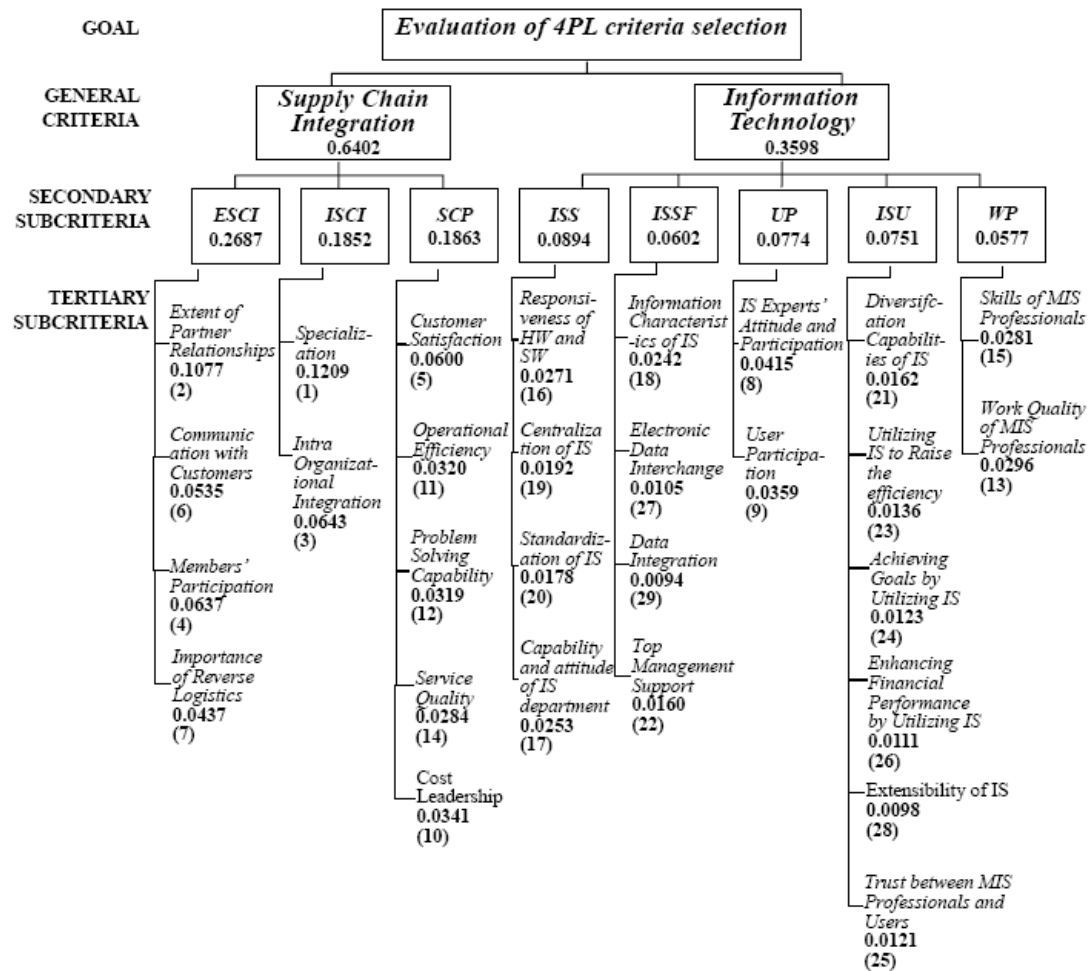 GOAL
Evaluation of 4PL criteria selection
GENERAL
CRITERIA
Supply Chain
Integration
0.6402
Information
Technology
0.3598
SECONDARY
SUBCRITERIA
ESCI
0.2687
ISCI
0.1852
SCP
0.1863
ISS
0.0894
ISSF
0.0602
UP
0.0774
ISU
0.0751
WP
0.0577
TERTIARY
SUBCRITERIA
Extent of
Partner
Relationships
0.1077
(2)
Communic
ation with
Customers
0.0535
(6)
Members'
Participation
0.0637
(4)
Importance
of Reverse
Logistics
0.0437
(7)
Specializ-
ation
0.1209
(1)
Intra
Organizat-
ional
Integration
0.0643
(3)
Customer
Satisfaction
0.0600
(5)
Operational
Efficiency
0.0320
(11)
Problem
Solving
Capability
0.0319
(12)
Service
Quality
0.0284
(14)
Cost
Leadership
0.0341
(10)
Responsi-
veness of
HW and
SW
0.0271
(16)
Centraliza
tion of IS
0.0192
(19)
Standardiz-
ation of IS
0.0178
(20)
Capability
and attitude
of IS
department
0.0253
(17)
Information
Characterist
-ics of IS
0.0242
(18)
Electronic
Data
Interchange
0.0105
(27)
Data
Integration
0.0094
(29)
Top
Management
Support
0.0160
(22)
IS Experts'
Attitude and
Participation
0.0415
(8)
User
Participa-
tion
0.0359
(9)
Diversifcation
Capabilit-
ies of IS
0.0162
(21)
Utilizing
IS to Raise
the
efficiency
0.0136
(23)
Achieving
Goals by
Utilizing IS
0.0123
(24)
Enhancing
Financial
Performance
by Utilizing IS
0.0111
(26)
Extensibility of IS
0.0098
(28)
Trust between MIS
Professionals and
Users
0.0121
(25)
Skills of MIS
Professionals
0.0281
(15)
Work Quality
of MIS
Professionals
0.0296
(13)